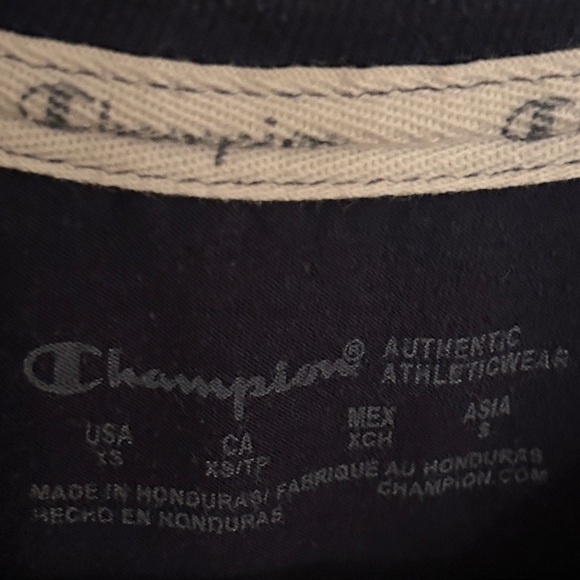 Champion C
Champion® AUTHENTIC
ATHLETICWEAR
USA CA MEX ASIA
XS XS/TP XCH S
MADE IN HONDURAS/ FABRIQUE AU HONDURAS
HECHO EN HONDURAS CHAMPION.COM